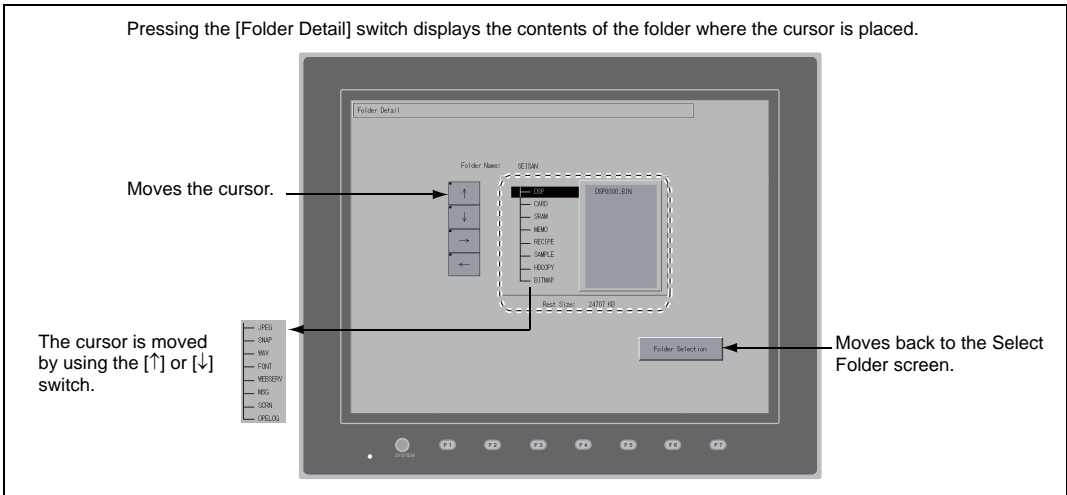 Pressing the [Folder Detail] switch displays the contents of the folder where the cursor is placed.
Folder Detail
Folder Name: SEISAN
Moves the cursor.
↑
↓
→
←
DSP
CARD
SRAM
MEMO
RECIPE
SAMPLE
HDCOPY
BITMAP
DSP0000.BIN
Rest Size: 24707 KB
The cursor is moved
by using the [↑] or [↓]
switch.
JPEG
SNAP
WAV
FONT
WEBSERV
MSG
SCRN
OPELOG
Folder Selection
Moves back to the Select
Folder screen.
SYSTEM
F1 F2 F3 F4 F5 F6 F7